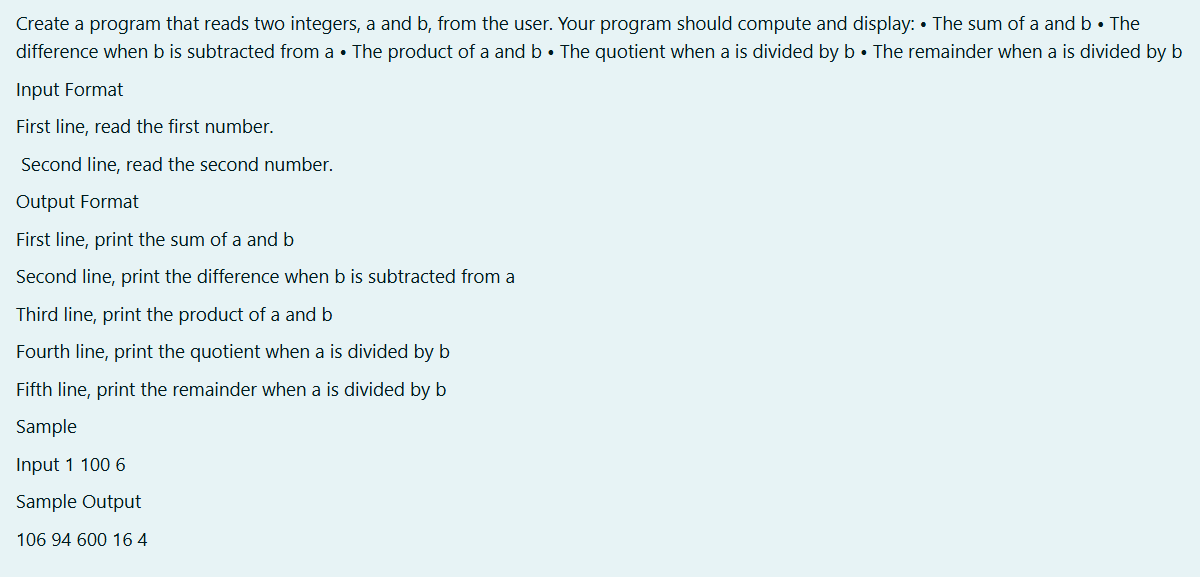 Create a program that reads two integers, a and b, from the user. Your program should compute and display: • The sum of a and b • The
difference when b is subtracted from a • The product of a and b • The quotient when a is divided by b • The remainder when a is divided by b
Input Format
First line, read the first number.
Second line, read the second number.
Output Format
First line, print the sum of a and b
Second line, print the difference when b is subtracted from a
Third line, print the product of a and b
Fourth line, print the quotient when a is divided by b
Fifth line, print the remainder when a is divided by b
Sample
Input 1 100 6
Sample Output
106 94 600 16 4